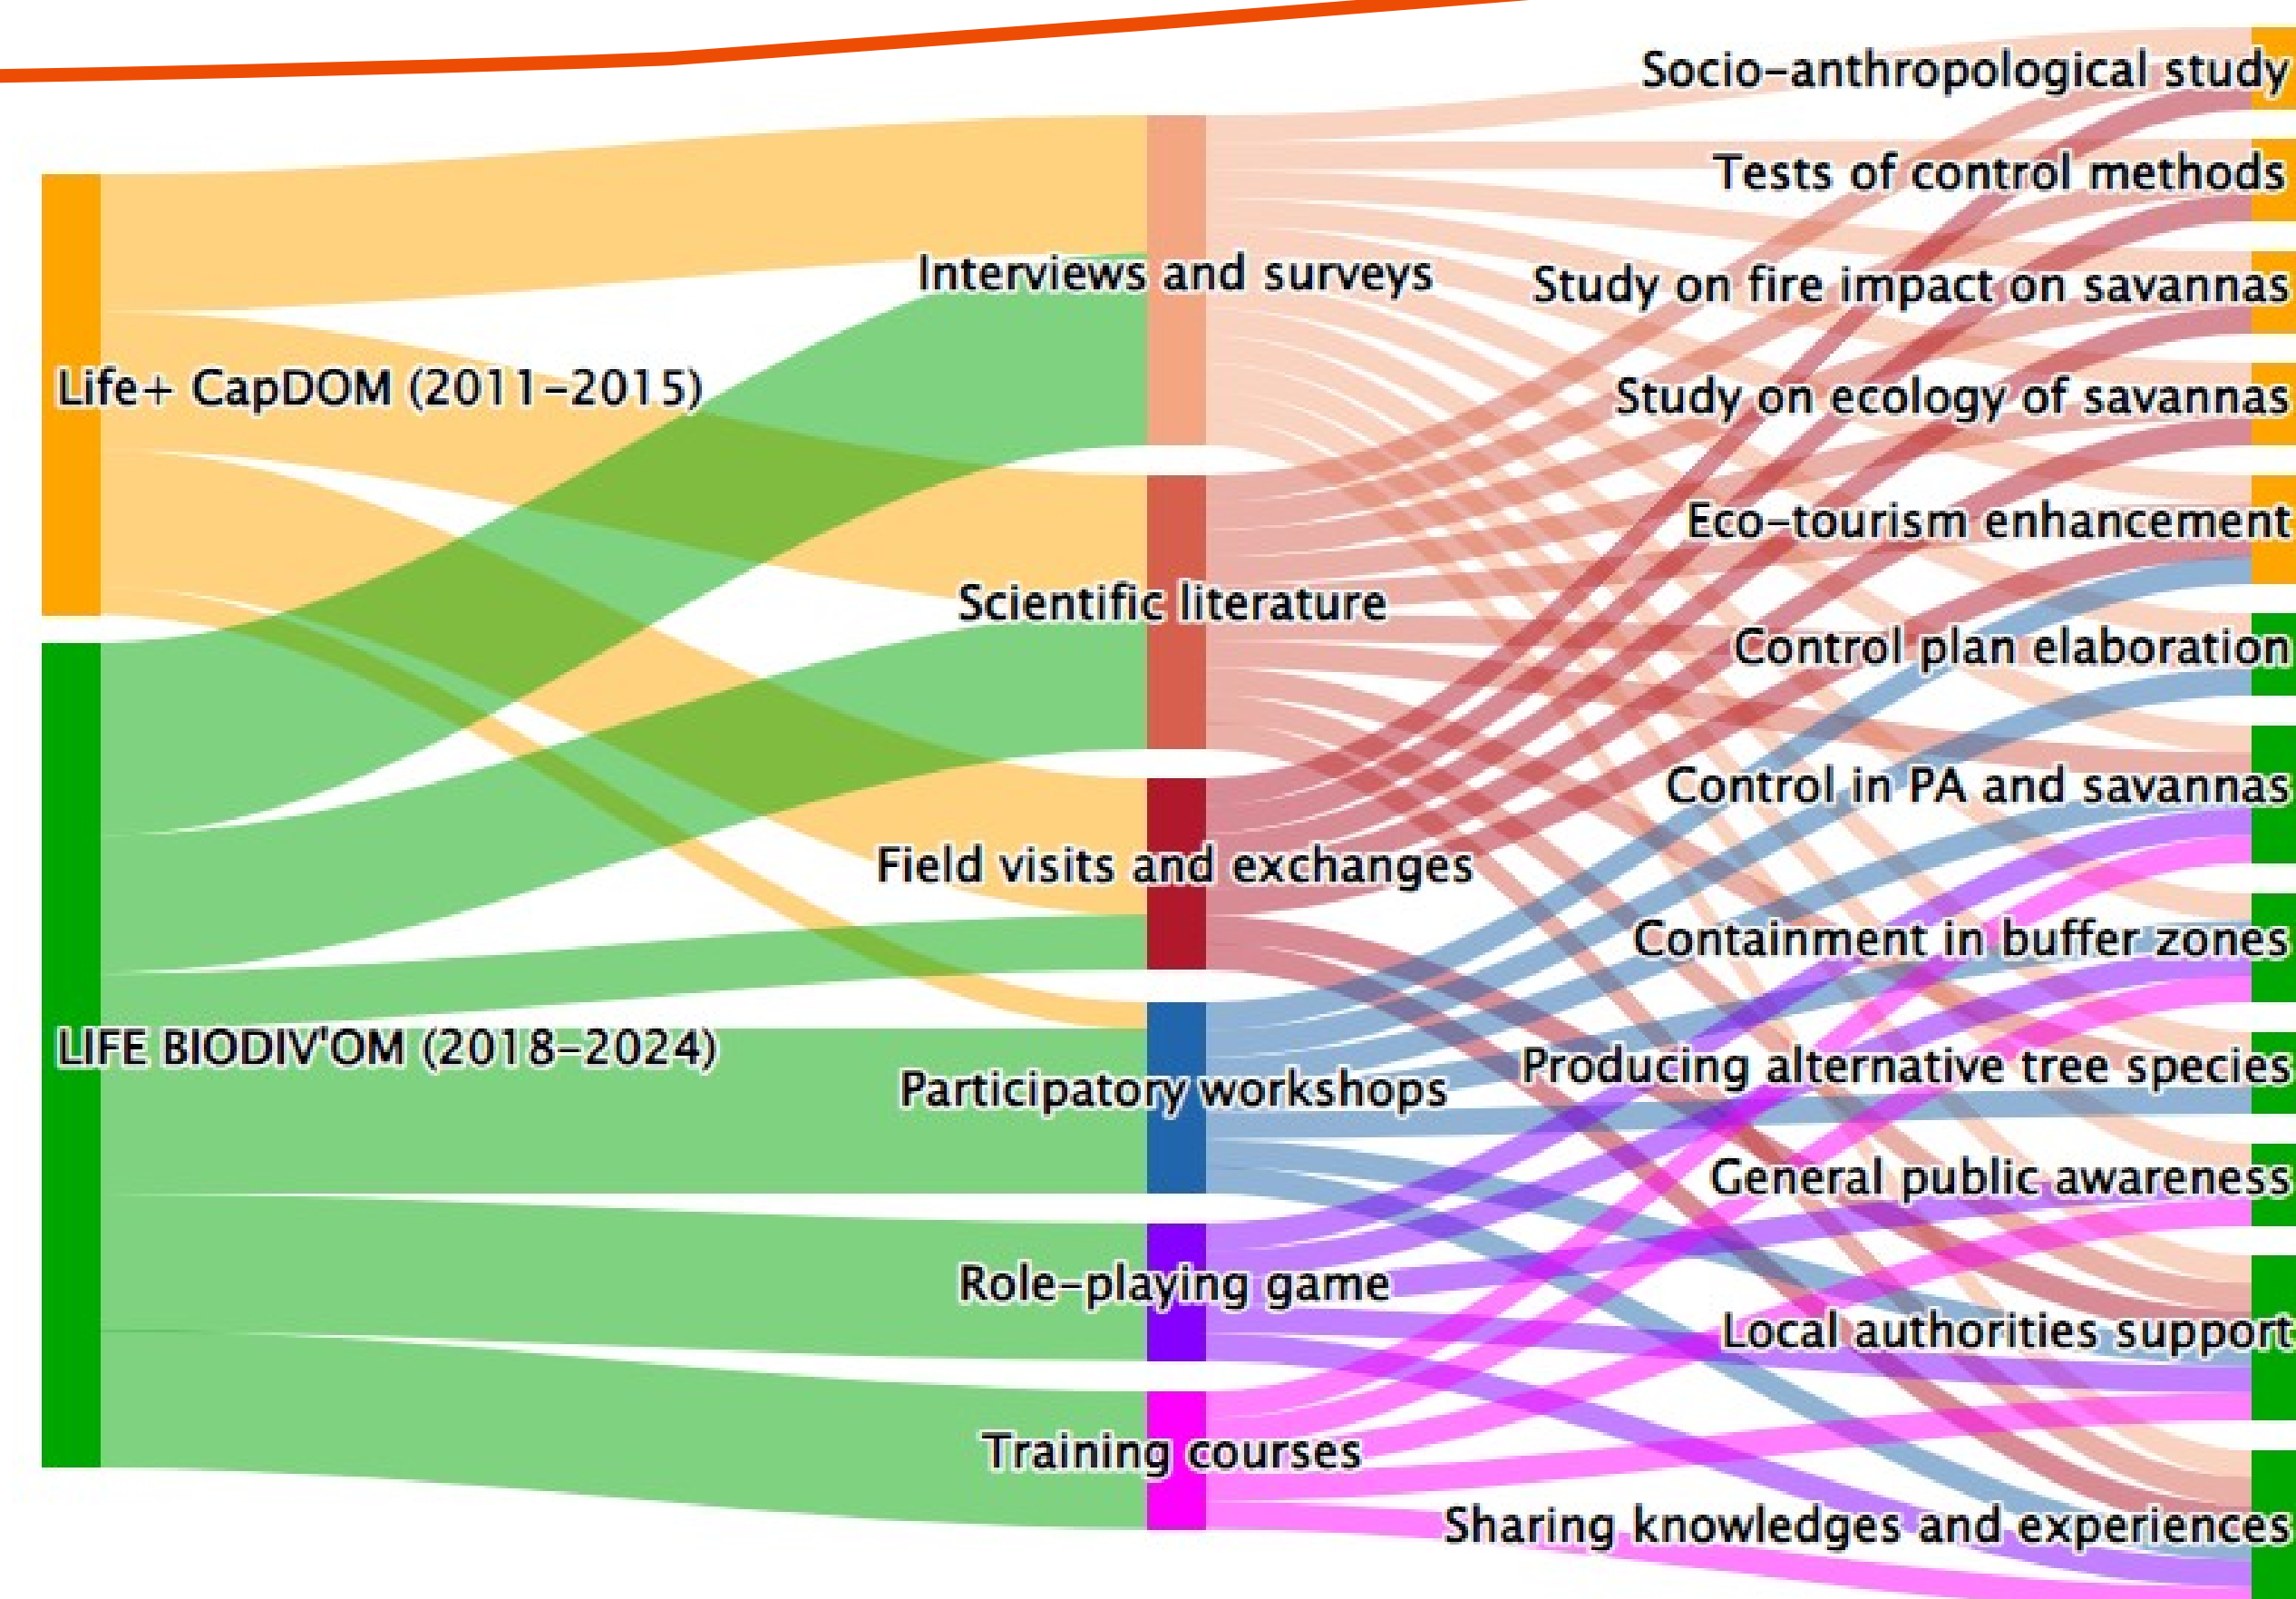 Life+ CapDOM (2011-2015)
LIFE BIODIV'OM (2018-2024)
Interviews and surveys
Scientific literature
Field visits and exchanges
Participatory workshops
Role-playing game
Training courses
Socio-anthropological study
Tests of control methods
Study on fire impact on savannas
Study on ecology of savannas
Eco-tourism enhancement
Control plan elaboration
Control in PA and savannas
Containment in buffer zones
Producing alternative tree species
General public awareness
Local authorities support
Sharing knowledges and experiences